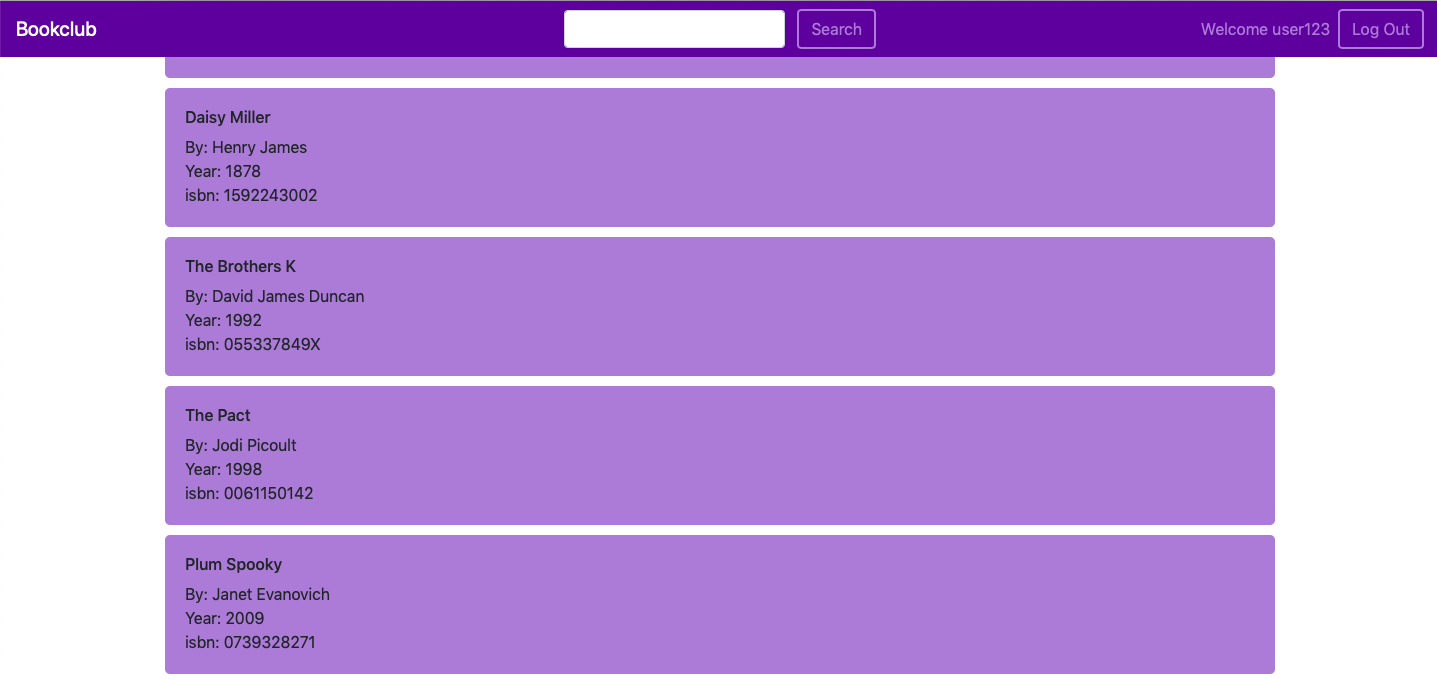 Bookclub
Search
Welcome user123
Log Out
Daisy Miller
By: Henry James
Year: 1878
isbn: 1592243002
The Brothers K
By: David James Duncan
Year: 1992
isbn: 055337849X
The Pact
By: Jodi Picoult
Year: 1998
isbn: 0061150142
Plum Spooky
By: Janet Evanovich
Year: 2009
isbn: 0739328271